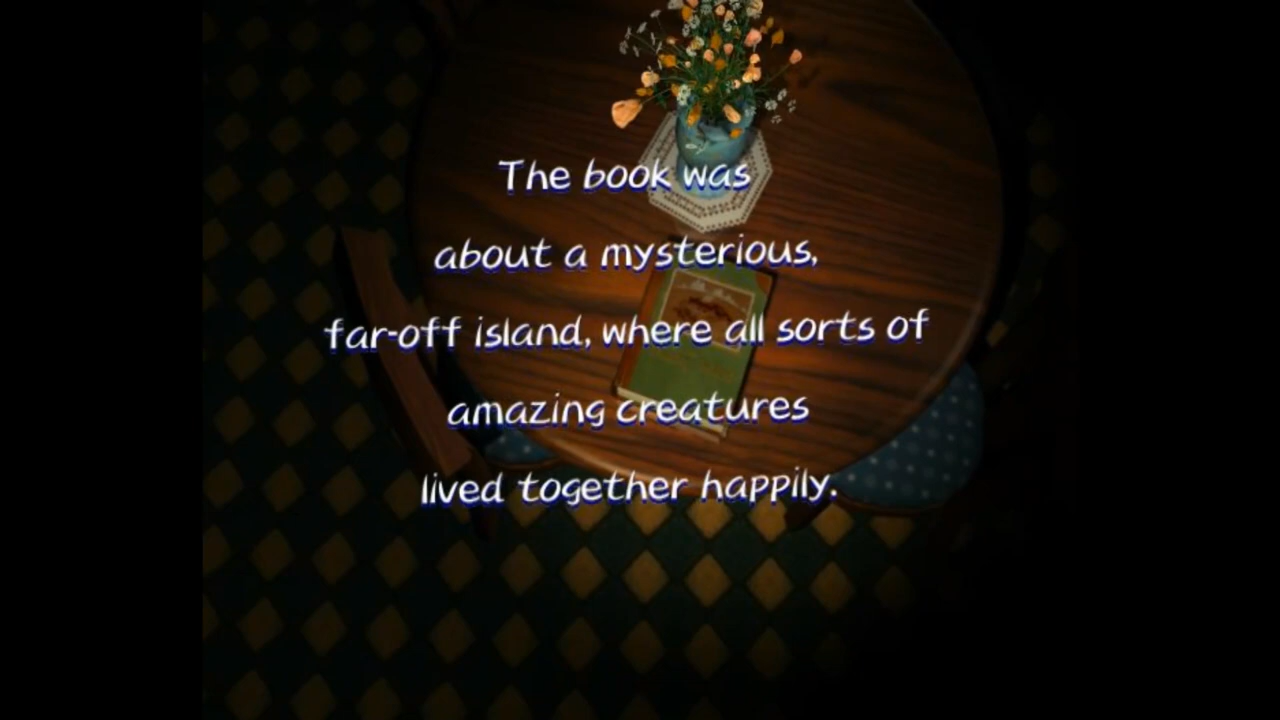 The book was
about a mysterious,
far-off island, where all sorts of
amazing creatures
lived together happily.